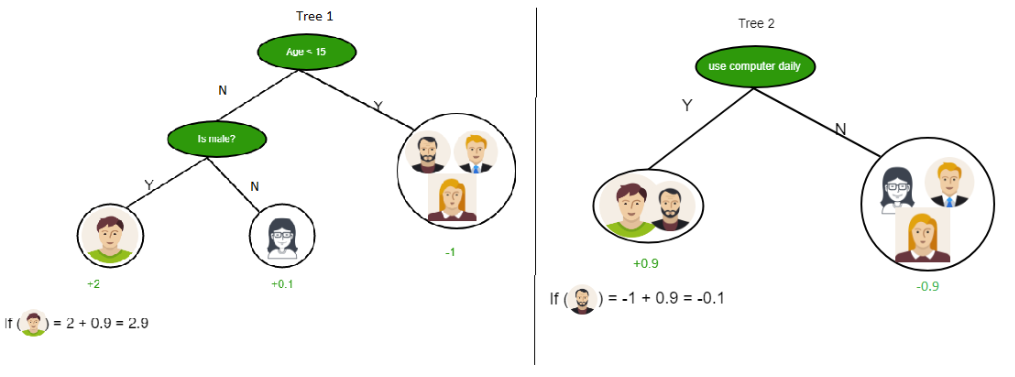 Tree 1
Age < 15
N
Y
Is male?
Y
N
+2
+0.1
-1
If ( ) = 2 + 0.9 = 2.9
Tree 2
use computer daily
Y
N
+0.9
-0.9
If ( ) = -1 + 0.9 = -0.1